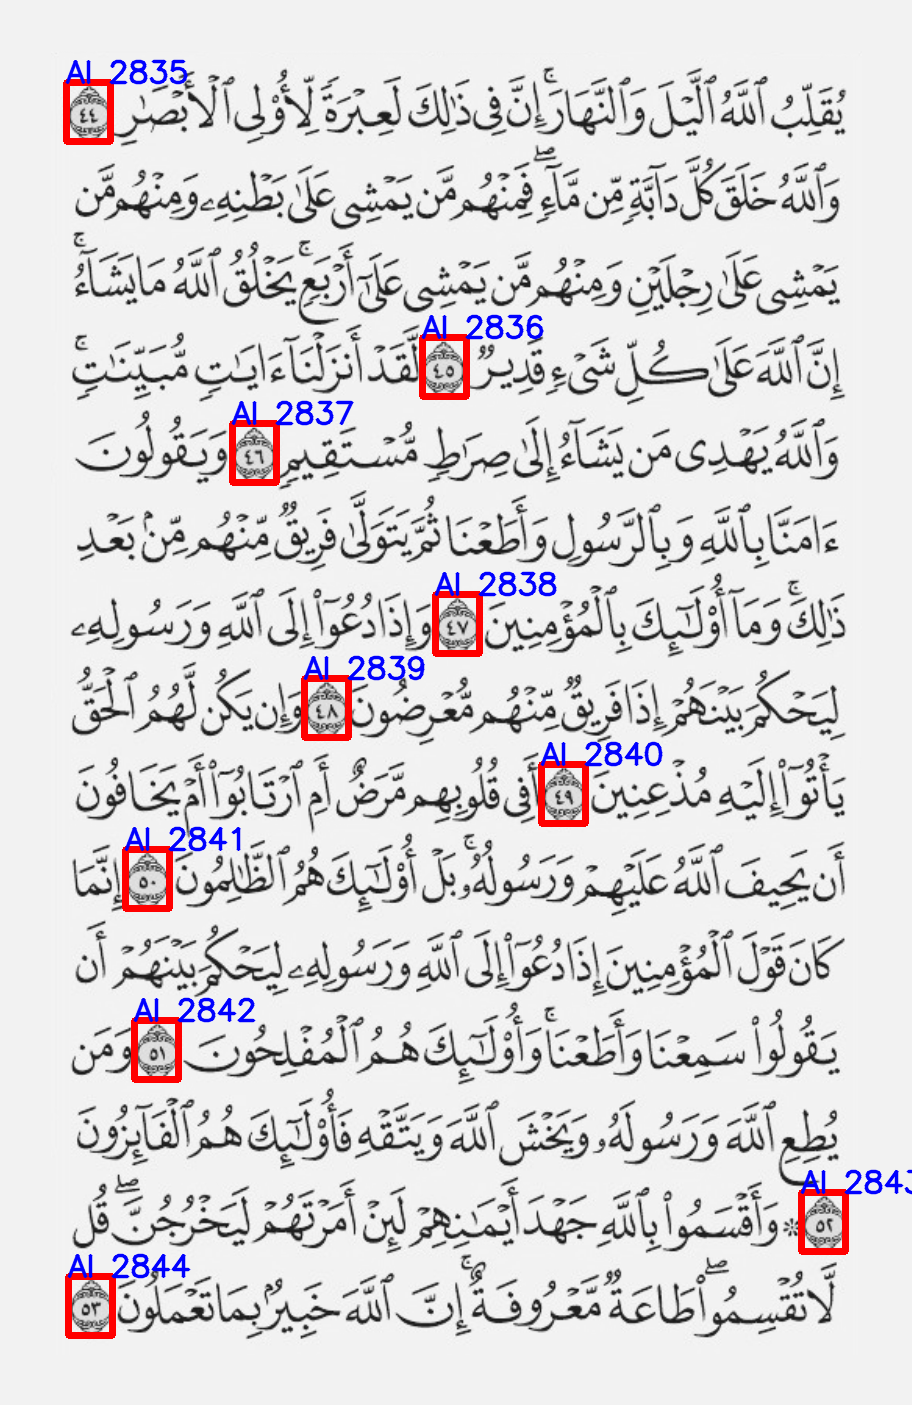 AI_2835
يُقَلِّبُ ٱللَّهُ ٱلَّيۡلَ وَٱلنَّهَارَۚ إِنَّ فِي ذَٰلِكَ لَعِبۡرَةٗ لِّأُوْلِي ٱلۡأَبۡصَٰرِ ٤٤
وَٱللَّهُ خَلَقَ كُلَّ دَآبَّةٖ مِّن مَّآءٖۖ فَمِنۡهُم مَّن يَمۡشِي عَلَىٰ بَطۡنِهِۦ وَمِنۡهُم مَّن
يَمۡشِي عَلَىٰ رِجۡلَيۡنِ وَمِنۡهُم مَّن يَمۡشِي عَلَىٰٓ أَرۡبَعٖۚ يَخۡلُقُ ٱللَّهُ مَا يَشَآءُۚ
AI_2836
إِنَّ ٱللَّهَ عَلَىٰ كُلِّ شَيۡءٖ قَدِيرٞ ٤٥ لَّقَدۡ أَنزَلۡنَآ ءَايَٰتٖ مُّبَيِّنَٰتٖۚ
AI_2837
وَٱللَّهُ يَهۡدِي مَن يَشَآءُ إِلَىٰ صِرَٰطٖ مُّسۡتَقِيمٖ ٤٦ وَيَقُولُونَ
ءَامَنَّا بِٱللَّهِ وَبِٱلرَّسُولِ وَأَطَعۡنَا ثُمَّ يَتَوَلَّىٰ فَرِيقٞ مِّنۡهُم مِّنۢ بَعۡدِ
AI_2838
ذَٰلِكَۚ وَمَآ أُوْلَٰٓئِكَ بِٱلۡمُؤۡمِنِينَ ٤٧ وَإِذَا دُعُوٓاْ إِلَى ٱللَّهِ وَرَسُولِهِۦ
AI_2839
لِيَحۡكُمَ بَيۡنَهُمۡ إِذَا فَرِيقٞ مِّنۡهُم مُّعۡرِضُونَ ٤٨ وَإِن يَكُن لَّهُمُ ٱلۡحَقُّ
AI_2840
يَأۡتُوٓاْ إِلَيۡهِ مُذۡعِنِينَ ٤٩ أَفِي قُلُوبِهِم مَّرَضٌ أَمِ ٱرۡتَابُوٓاْ أَمۡ يَخَافُونَ
AI_2841
أَن يَحِيفَ ٱللَّهُ عَلَيۡهِمۡ وَرَسُولُهُۥۚ بَلۡ أُوْلَٰٓئِكَ هُمُ ٱلظَّٰلِمُونَ ٥٠ إِنَّمَا
كَانَ قَوۡلَ ٱلۡمُؤۡمِنِينَ إِذَا دُعُوٓاْ إِلَى ٱللَّهِ وَرَسُولِهِۦ لِيَحۡكُمَ بَيۡنَهُمۡ أَن
AI_2842
يَقُولُواْ سَمِعۡنَا وَأَطَعۡنَاۚ وَأُوْلَٰٓئِكَ هُمُ ٱلۡمُفۡلِحُونَ ٥١ وَمَن
يُطِعِ ٱللَّهَ وَرَسُولَهُۥ وَيَخۡشَ ٱللَّهَ وَيَتَّقۡهِ فَأُوْلَٰٓئِكَ هُمُ ٱلۡفَآئِزُونَ
AI_2843
٥٢ ۞ وَأَقۡسَمُواْ بِٱللَّهِ جَهۡدَ أَيۡمَٰنِهِمۡ لَئِنۡ أَمَرۡتَهُمۡ لَيَخۡرُجُنَّۖ قُل
AI_2844
لَّا تُقۡسِمُواْۖ طَاعَةٞ مَّعۡرُوفَةٌۚ إِنَّ ٱللَّهَ خَبِيرُۢ بِمَا تَعۡمَلُونَ ٥٣